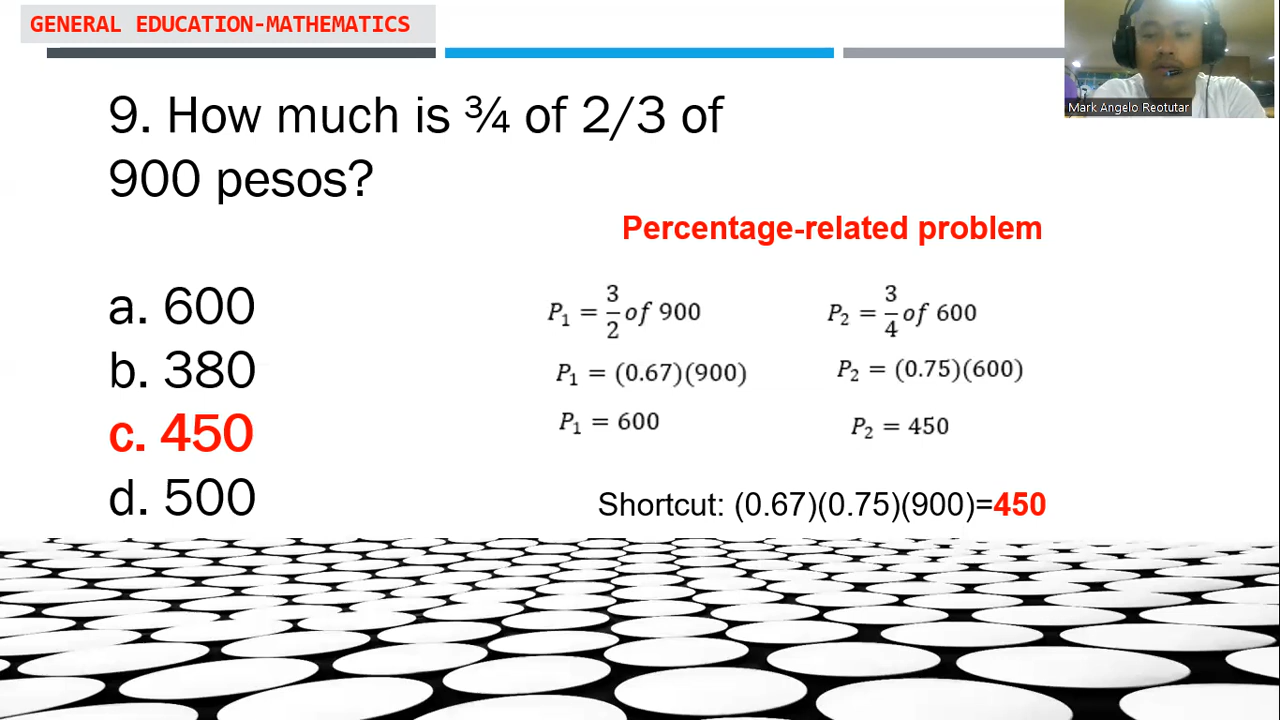 GENERAL EDUCATION-MATHEMATICS
Mark Angelo Reotutar
9. How much is ¾ of 2/3 of
900 pesos?
Percentage-related problem
a. 600
b. 380
c. 450
d. 500
P₁ = 3/2 of 900
P₁ = (0.67)(900)
P₁ = 600
P₂ = 3/4 of 600
P₂ = (0.75)(600)
P₂ = 450
Shortcut: (0.67)(0.75)(900)=450